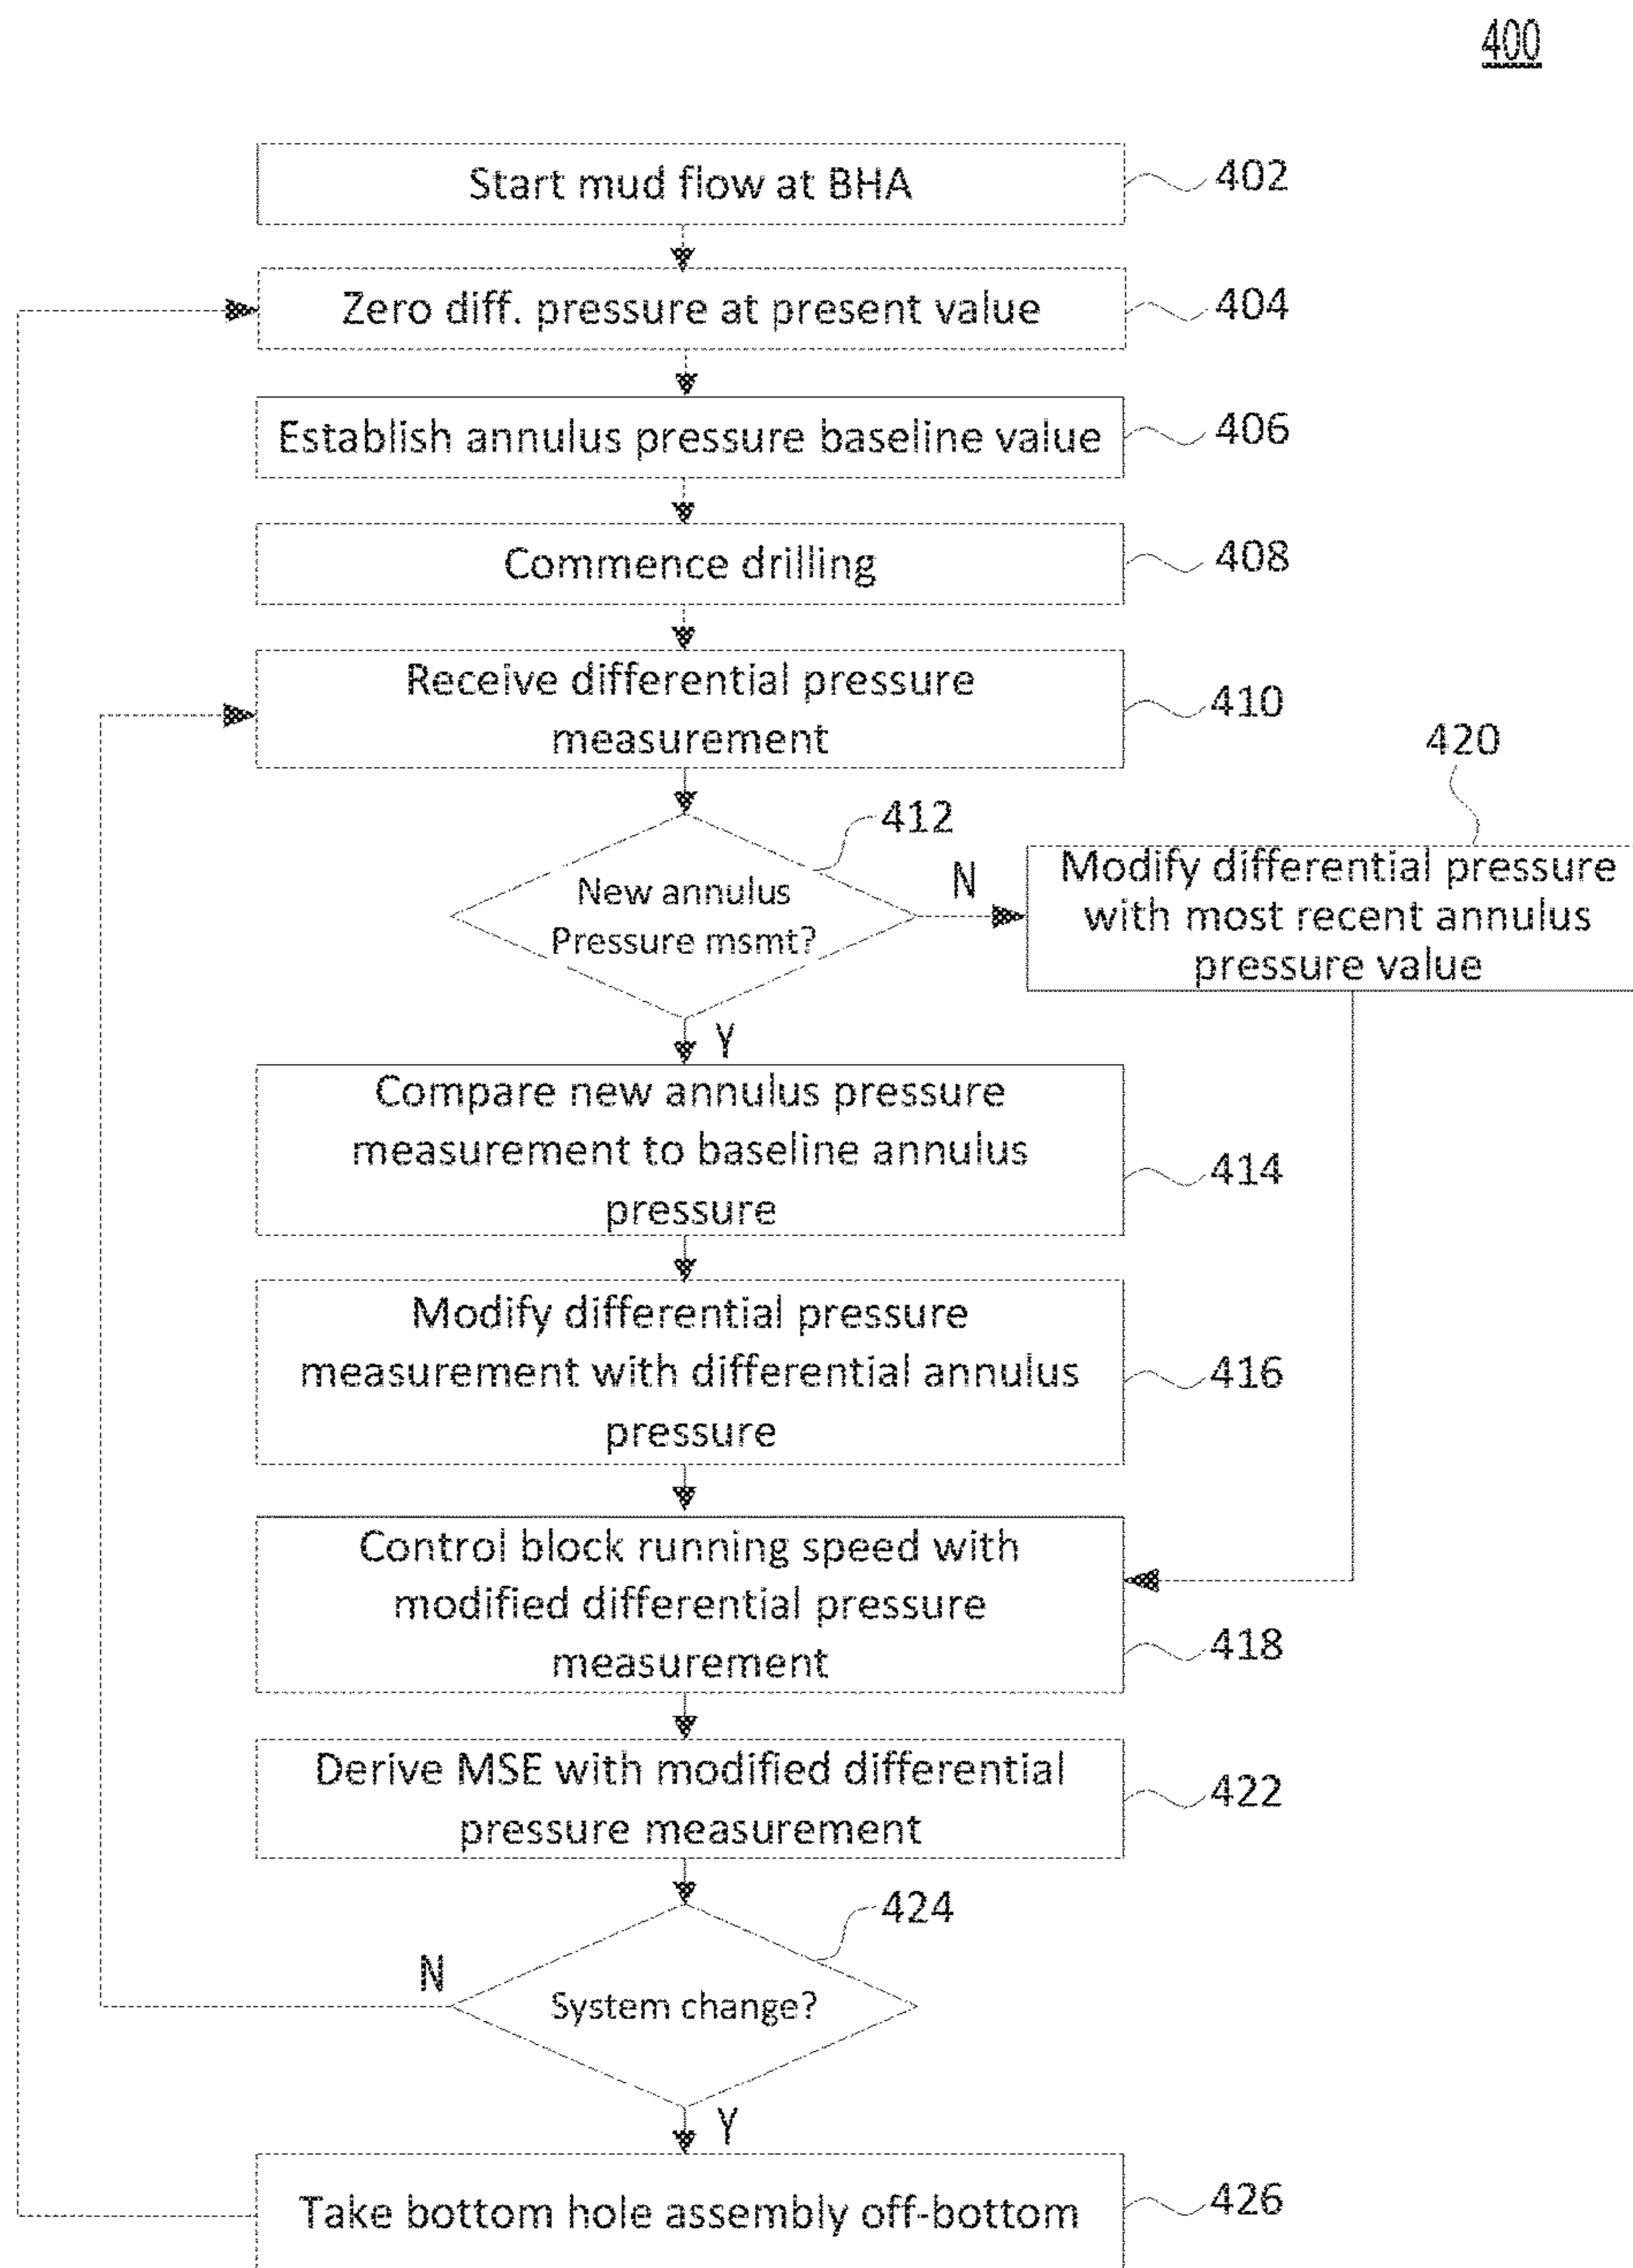 400
Start mud flow at BHA
402
Zero diff. pressure at present value
404
Establish annulus pressure baseline value
406
Commence drilling
408
Receive differential pressure
measurement
410
New annulus
Pressure msmt?
412
N
420
Modify differential pressure
with most recent annulus
pressure value
Y
Compare new annulus pressure
measurement to baseline annulus
pressure
414
Modify differential pressure
measurement with differential annulus
pressure
416
Control block running speed with
modified differential pressure
measurement
418
Derive MSE with modified differential
pressure measurement
422
424
N
System change?
Y
Take bottom hole assembly off-bottom
426